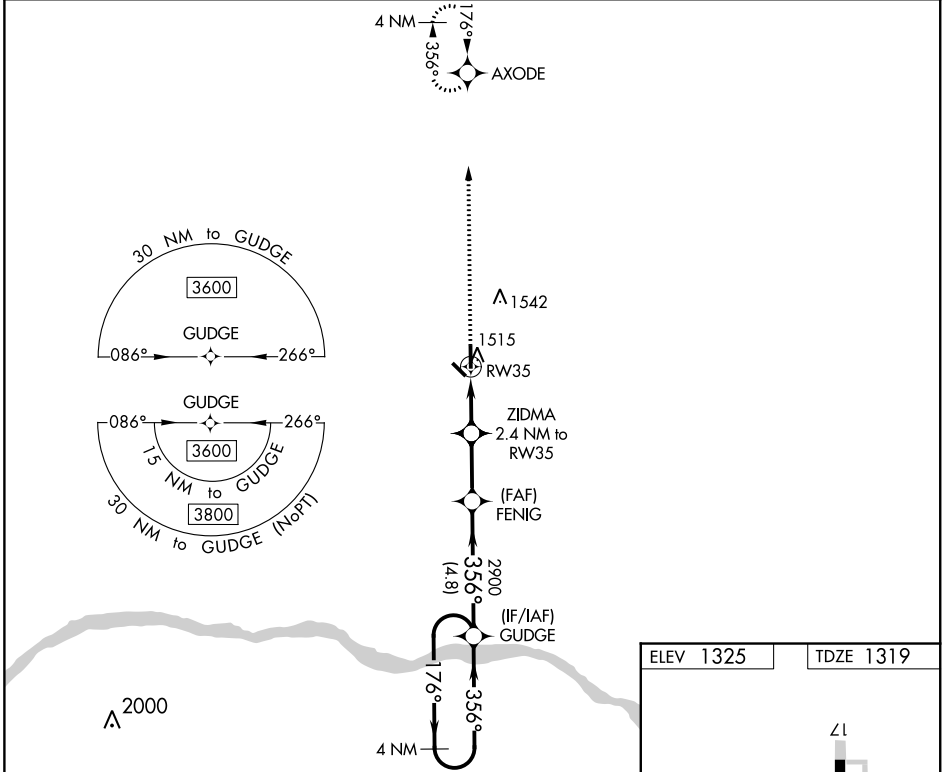 4 NM
176°
356°
AXODE
30 NM to GUDGE
3600
GUDGE
086°
266°
GUDGE
086°
266°
3600
15 NM to GUDGE
3800
30 NM to GUDGE (NoPT)
1542
1515
RW35
ZIDMA
2.4 NM to
RW35
(FAF)
FENIG
2900
356°
(4.8)
(IF/IAF)
GUDGE
176°
356°
4 NM
2000
ELEV 1325
TDZE 1319
17